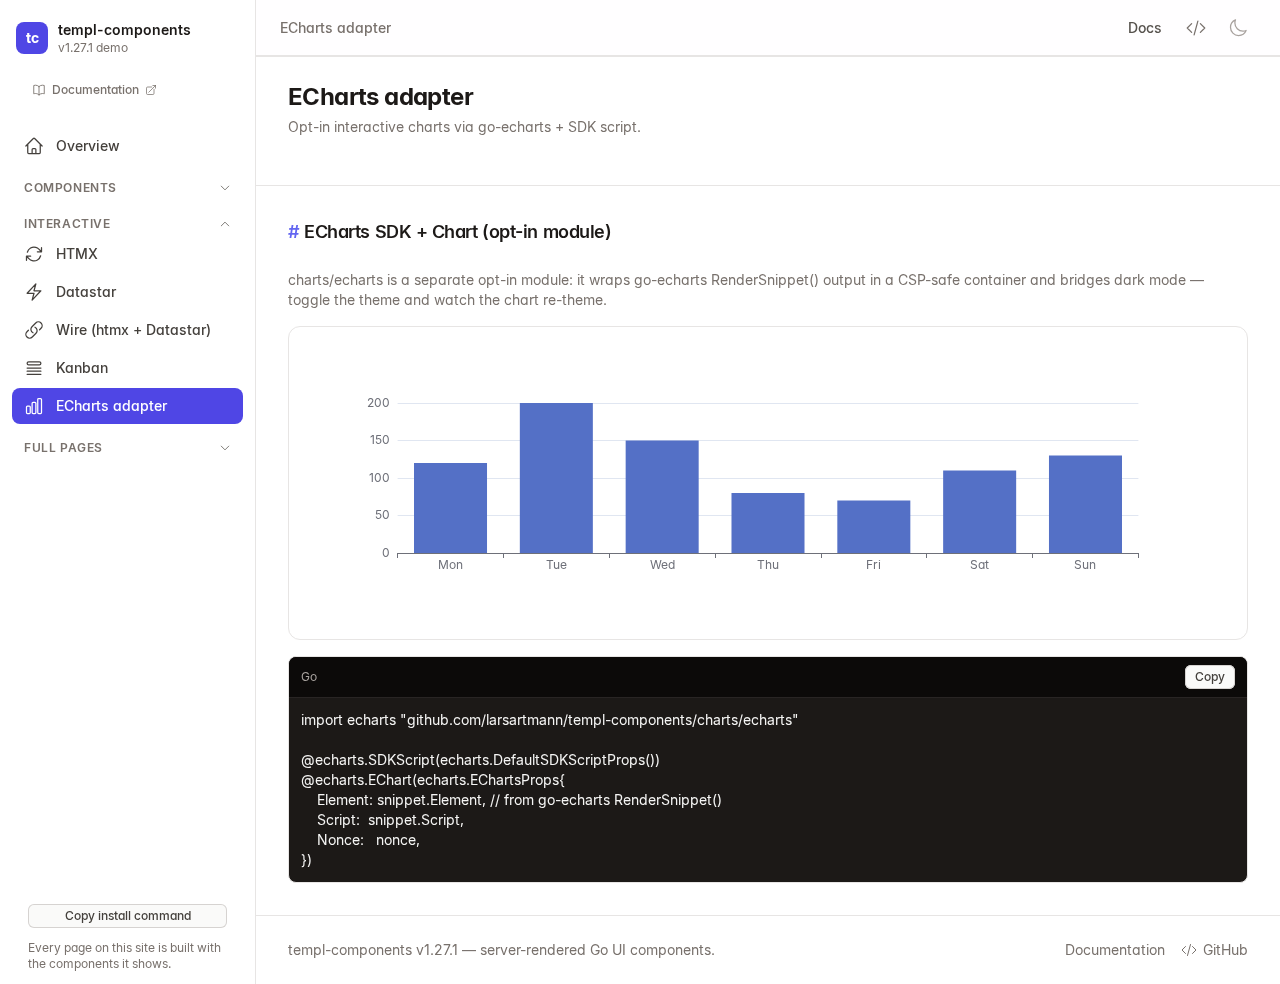 tc
templ-components
v1.27.1 demo
Documentation
Overview
COMPONENTS
INTERACTIVE
HTMX
Datastar
Wire (htmx + Datastar)
Kanban
ECharts adapter
FULL PAGES
Copy install command
Every page on this site is built with
the components it shows.
ECharts adapter
Docs
ECharts adapter
Opt-in interactive charts via go-echarts + SDK script.
# ECharts SDK + Chart (opt-in module)
charts/echarts is a separate opt-in module: it wraps go-echarts RenderSnippet() output in a CSP-safe container and bridges dark mode —
toggle the theme and watch the chart re-theme.
200
150
100
50
0
Mon Tue Wed Thu Fri Sat Sun
Go
Copy
import echarts "github.com/larsartmann/templ-components/charts/echarts"
@echarts.SDKScript(echarts.DefaultSDKScriptProps())
@echarts.EChart(echarts.EChartsProps{
    Element: snippet.Element, // from go-echarts RenderSnippet()
    Script:  snippet.Script,
    Nonce:   nonce,
})
templ-components v1.27.1 — server-rendered Go UI components.
Documentation
GitHub